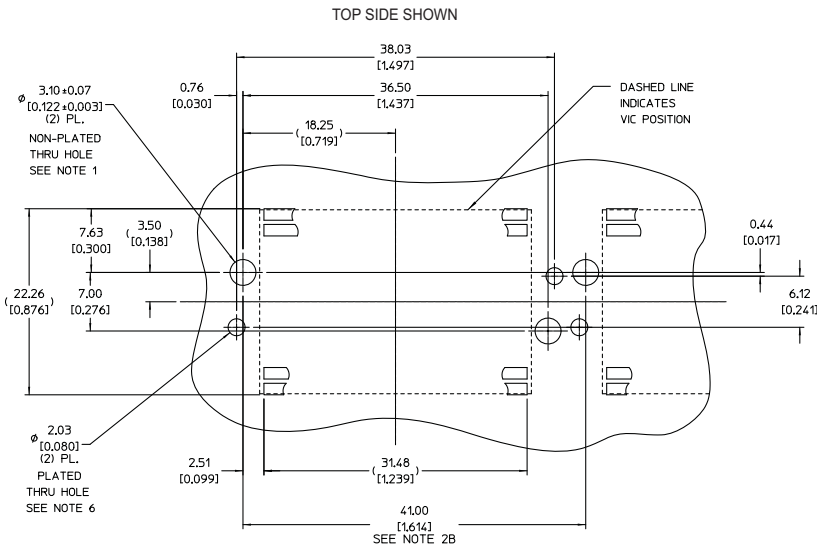 TOP SIDE SHOWN
38.03
[1.497]
36.50
[1.437]
0.76
[0.030]
(18.25)
[0.719]
ø 3.10±0.07
[0.122±0.003]
(2) PL.
NON-PLATED
THRU HOLE
SEE NOTE 1
DASHED LINE
INDICATES
VIC POSITION
7.63
[0.300]
(3.50)
[0.138]
0.44
[0.017]
(22.26)
[0.876]
7.00
[0.276]
6.12
[0.241]
ø 2.03
[0.080]
(2) PL.
PLATED
THRU HOLE
SEE NOTE 6
2.51
[0.099]
(31.48)
[1.239]
41.00
[1.614]
SEE NOTE 2B